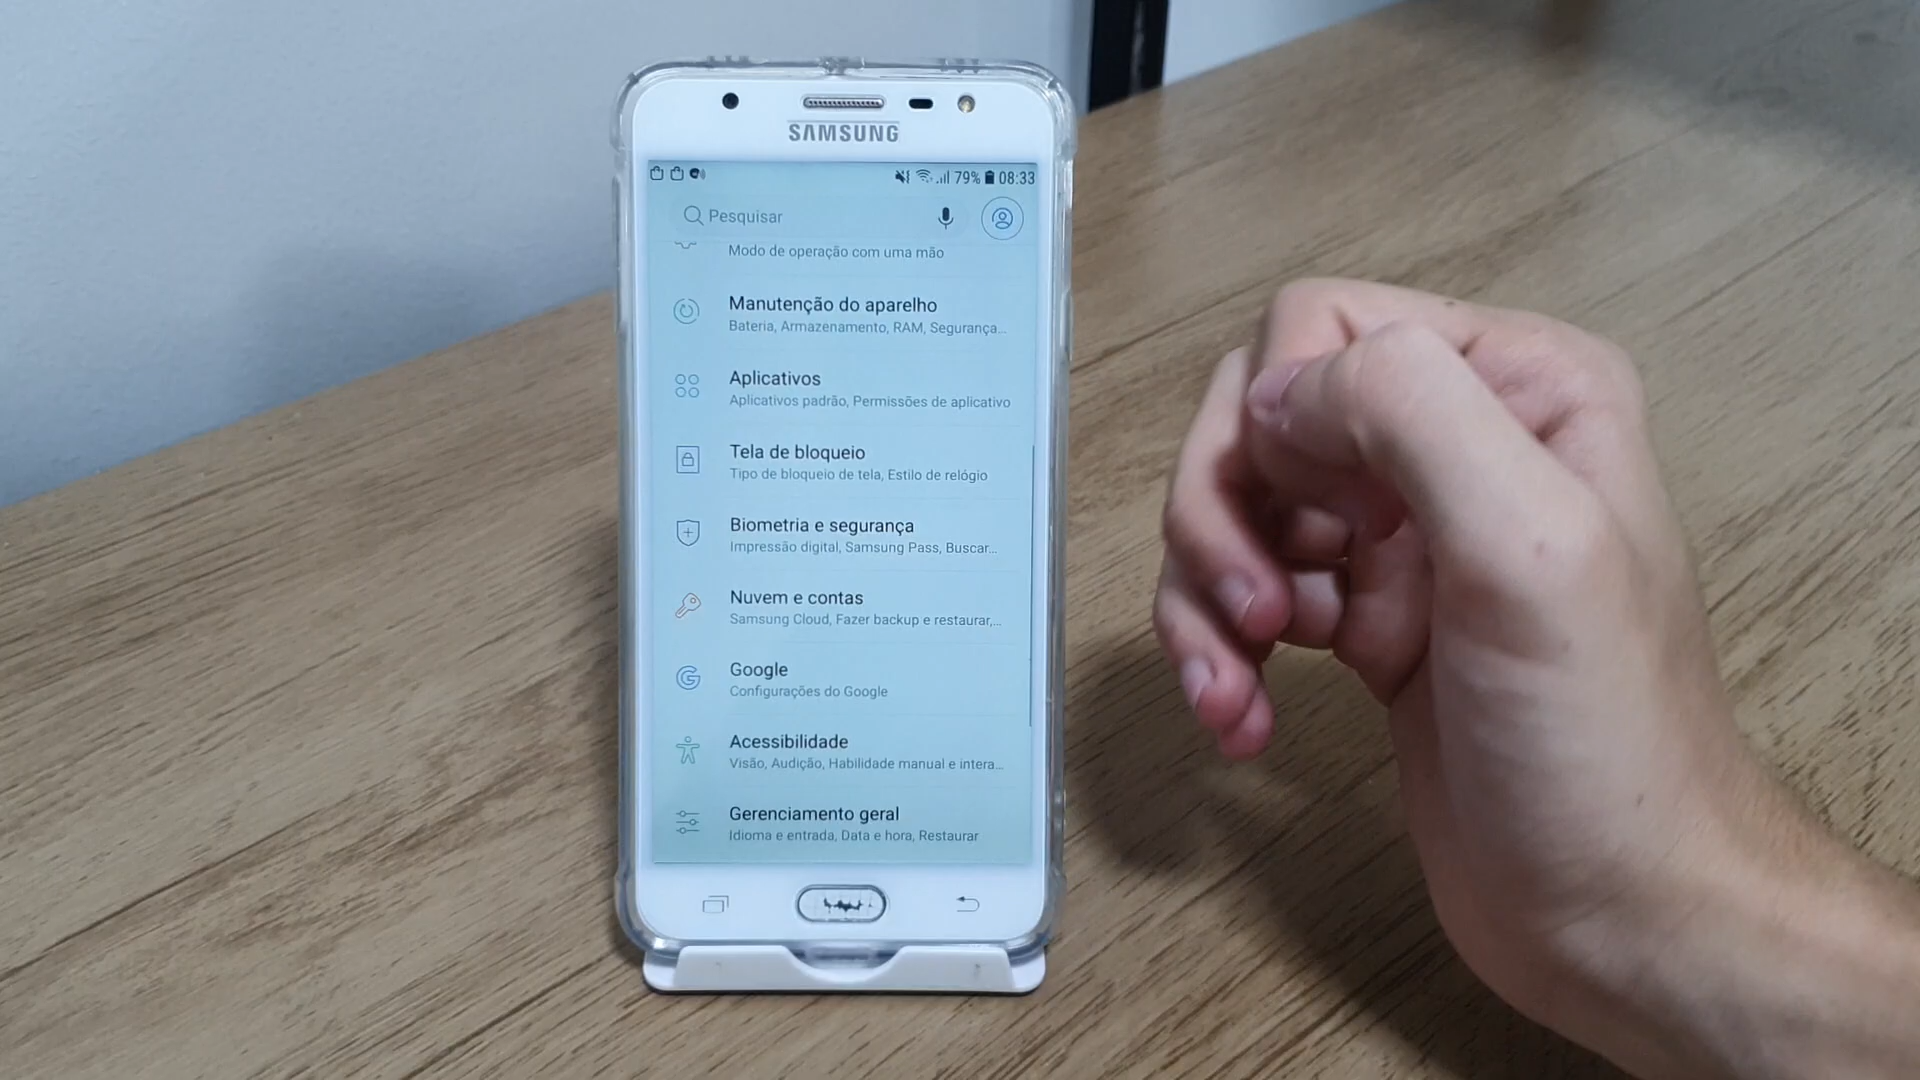 SAMSUNG
79% 08:33
Pesquisar
Modo de operação com uma mão
Manutenção do aparelho
Bateria, Armazenamento, RAM, Segurança...
Aplicativos
Aplicativos padrão, Permissões de aplicativo
Tela de bloqueio
Tipo de bloqueio de tela, Estilo de relógio
Biometria e segurança
Impressão digital, Samsung Pass, Buscar...
Nuvem e contas
Samsung Cloud, Fazer backup e restaurar,...
Google
Configurações do Google
Acessibilidade
Visão, Audição, Habilidade manual e intera...
Gerenciamento geral
Idioma e entrada, Data e hora, Restaurar